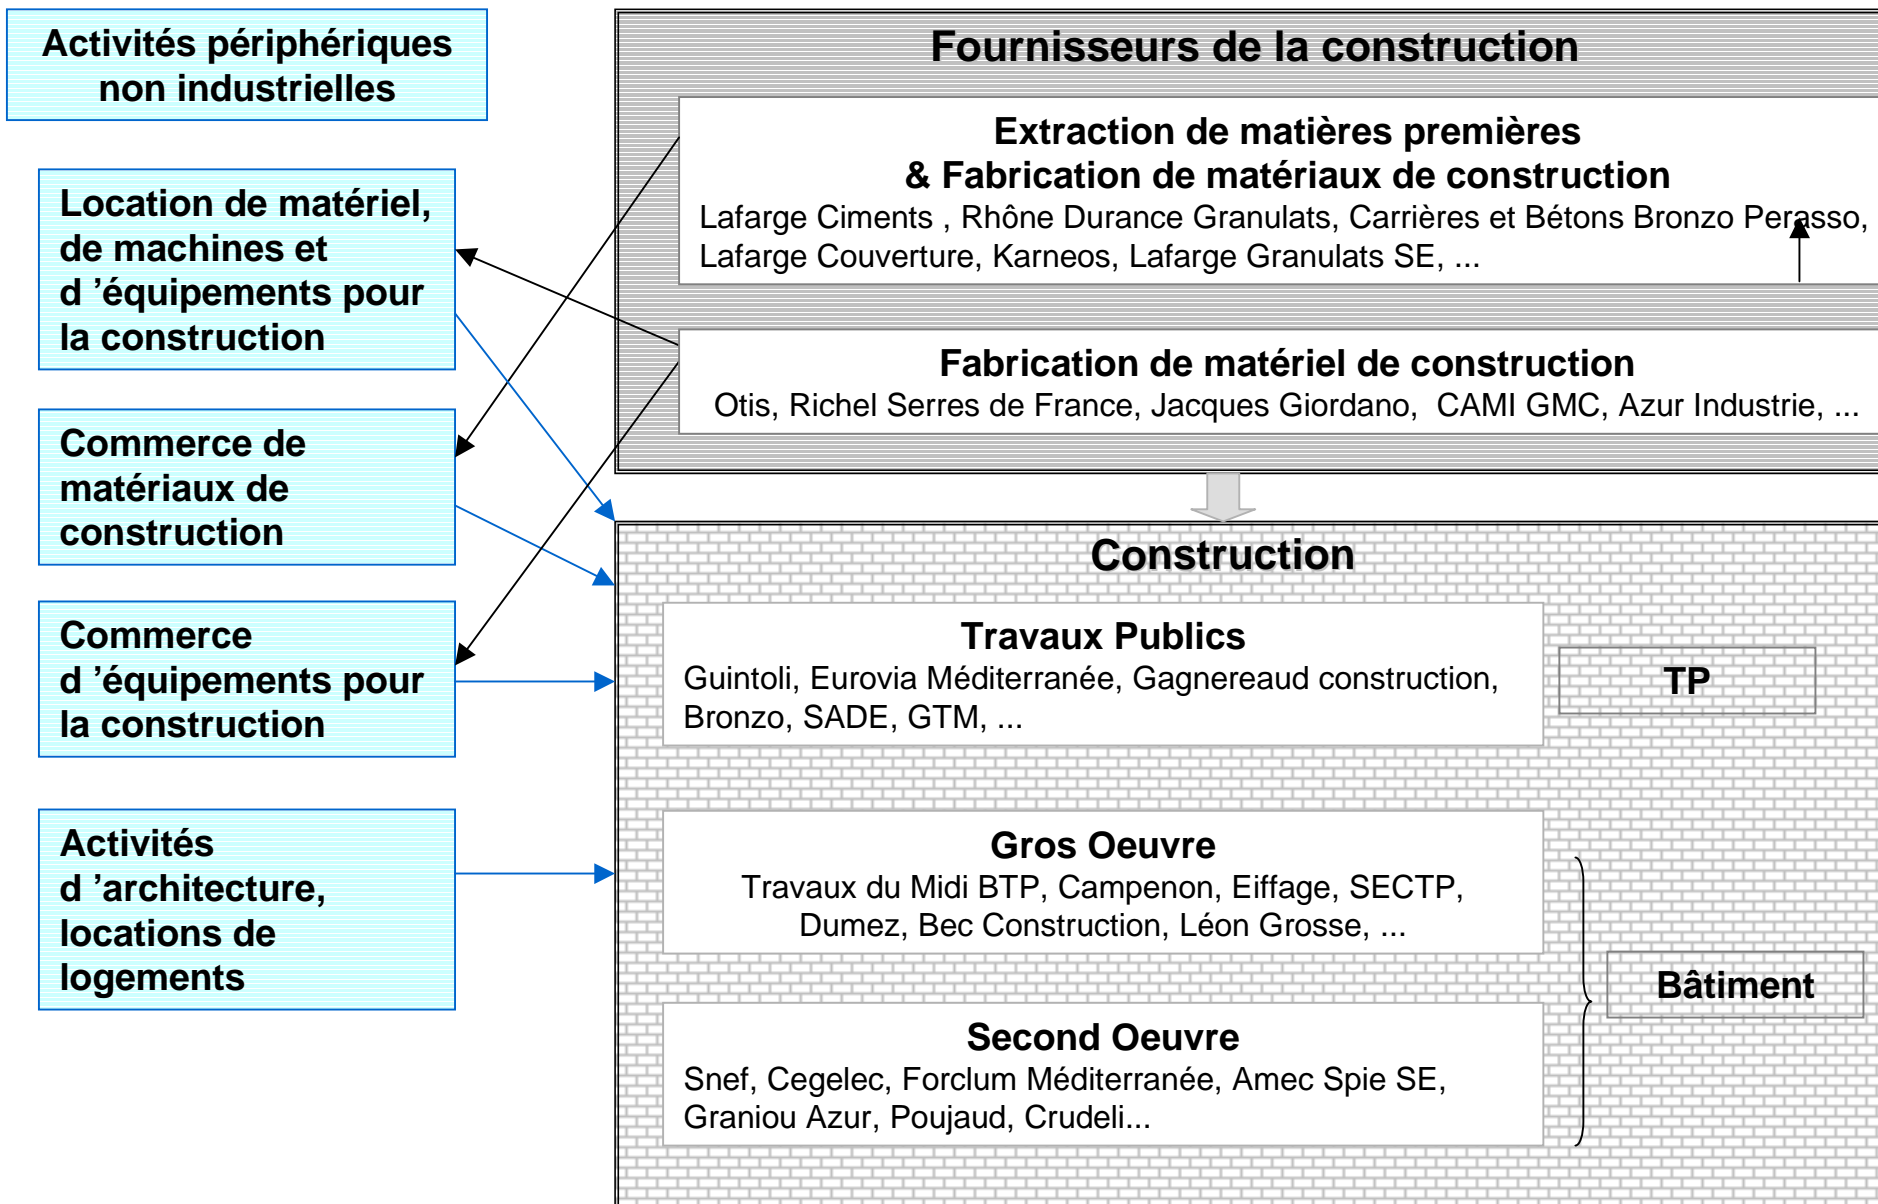 Activités périphériques
non industrielles
Location de matériel,
de machines et
d ’équipements pour
la construction
Commerce de
matériaux de
construction
Commerce
d ’équipements pour
la construction
Activités
d ’architecture,
locations de
logements
Fournisseurs de la construction
Extraction de matières premières
& Fabrication de matériaux de construction
Lafarge Ciments , Rhône Durance Granulats, Carrières et Bétons Bronzo Perasso,
Lafarge Couverture, Karneos, Lafarge Granulats SE, ...
Fabrication de matériel de construction
Otis, Richel Serres de France, Jacques Giordano, CAMI GMC, Azur Industrie, ...
Construction
Travaux Publics
Guintoli, Eurovia Méditerranée, Gagnereaud construction,
Bronzo, SADE, GTM, ...
TP
Gros Oeuvre
Travaux du Midi BTP, Campenon, Eiffage, SECTP,
Dumez, Bec Construction, Léon Grosse, ...
Bâtiment
Second Oeuvre
Snef, Cegelec, Forclum Méditerranée, Amec Spie SE,
Graniou Azur, Poujaud, Crudeli...